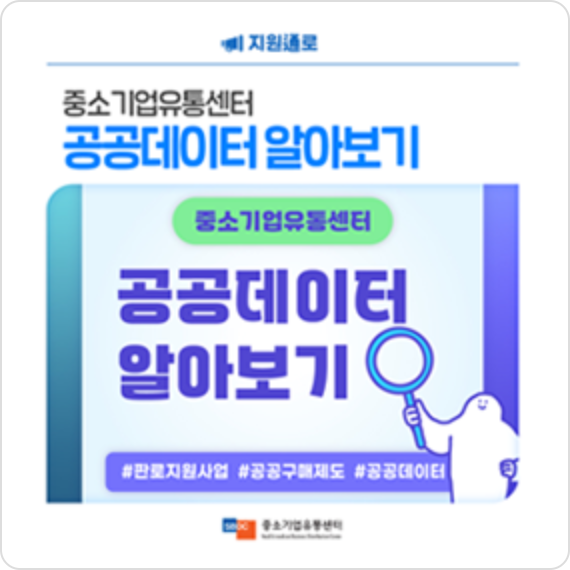 지원通로
중소기업유통센터
공공데이터 알아보기
중소기업유통센터
공공데이터
알아보기
#판로지원사업 #공공구매제도 #공공데이터
SBDC 중소기업유통센터